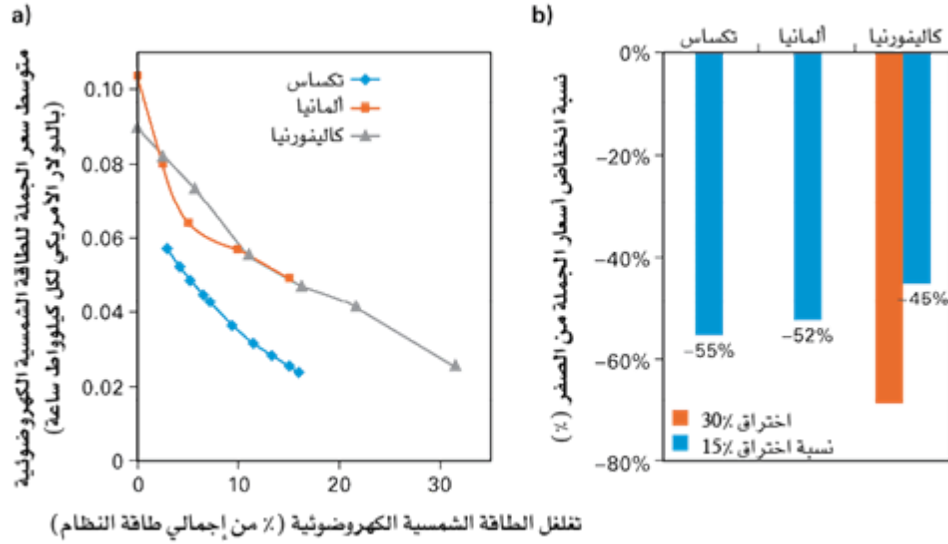 a)
متوسط سعر الجملة للطاقة الشمسية الكهروضوئية
(بالدولار الأمريكي لكل كيلوواط ساعة)
0.10
0.08
0.06
0.04
0.02
0
تكساس
ألمانيا
كالينفورنيا
0
10
20
30
تغلغل الطاقة الشمسية الكهروضوئية (٪ من إجمالي طاقة النظام)
b)
نسبة انخفاض أسعار الجملة من الصفر (٪)
تكساس
ألمانيا
كالينفورنيا
0%
−20%
−40%
−60%
−80%
−55%
−52%
−45%
اختراق 30٪
نسبة اختراق 15٪